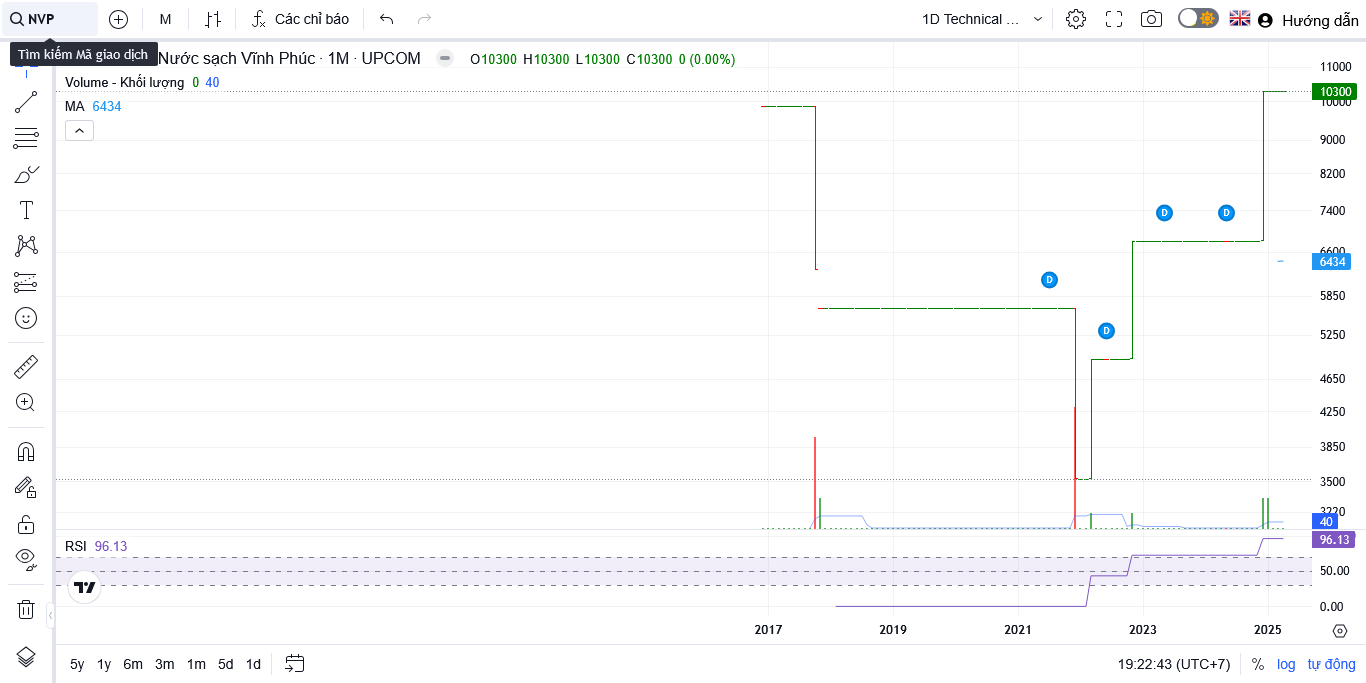 NVP
M
Các chỉ báo
1D Technical ...
Hướng dẫn
Tìm kiếm Mã giao dịch
Nước sạch Vĩnh Phúc · 1M · UPCOM
O10300 H10300 L10300 C10300 0 (0.00%)
Volume - Khối lượng 0 40
MA 6434
11000
10300
10000
9000
8200
7400
6600
6434
5850
5250
4650
4250
3850
3500
3220
40
D
D
D
D
RSI 96.13
96.13
50.00
0.00
2017 2019 2021 2023 2025
5y 1y 6m 3m 1m 5d 1d
19:22:43 (UTC+7) % log tự động